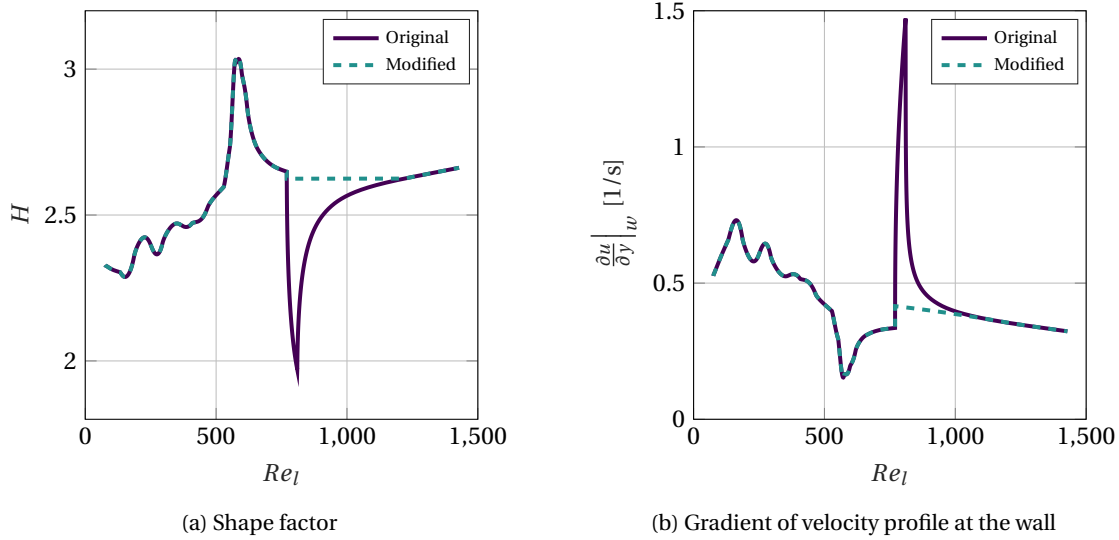 Original
Modified
3
2.5
2
H
0
500
1,000
1,500
Re_l
(a) Shape factor
1.5
Original
Modified
1
0.5
0
∂u/∂y|_w [1/s]
0
500
1,000
1,500
Re_l
(b) Gradient of velocity profile at the wall